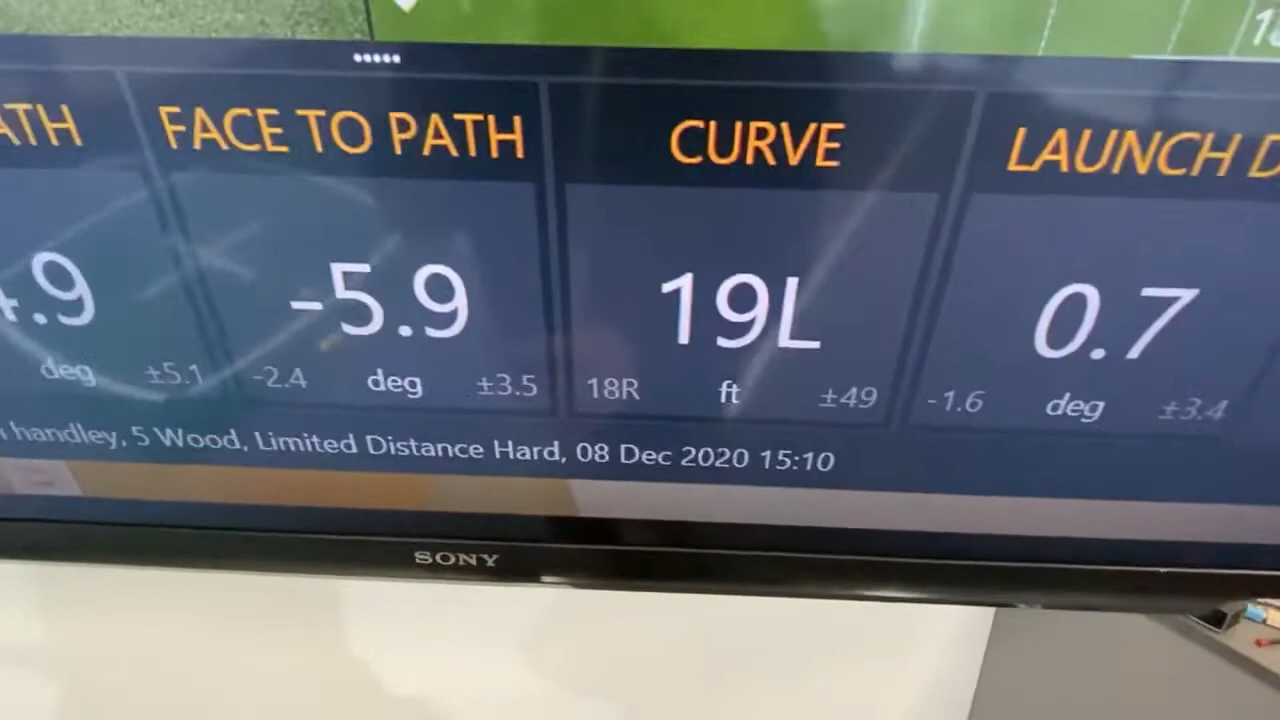 FACE TO PATH
CURVE
LAUNCH
-5.9
19L
0.7
deg
±5.1
-2.4
deg
±3.5
18R
ft
±49
-1.6
deg
±3.4
handley, 5 Wood, Limited Distance Hard, 08 Dec 2020 15:10
SONY